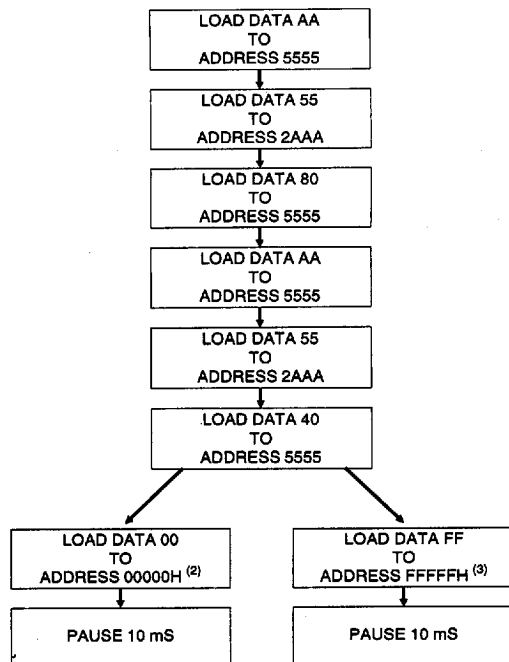 LOAD DATA AA
TO
ADDRESS 5555
LOAD DATA 55
TO
ADDRESS 2AAA
LOAD DATA 80
TO
ADDRESS 5555
LOAD DATA AA
TO
ADDRESS 5555
LOAD DATA 55
TO
ADDRESS 2AAA
LOAD DATA 40
TO
ADDRESS 5555
LOAD DATA 00
TO
ADDRESS 00000H (2)
PAUSE 10 mS
LOAD DATA FF
TO
ADDRESS FFFFFH (3)
PAUSE 10 mS